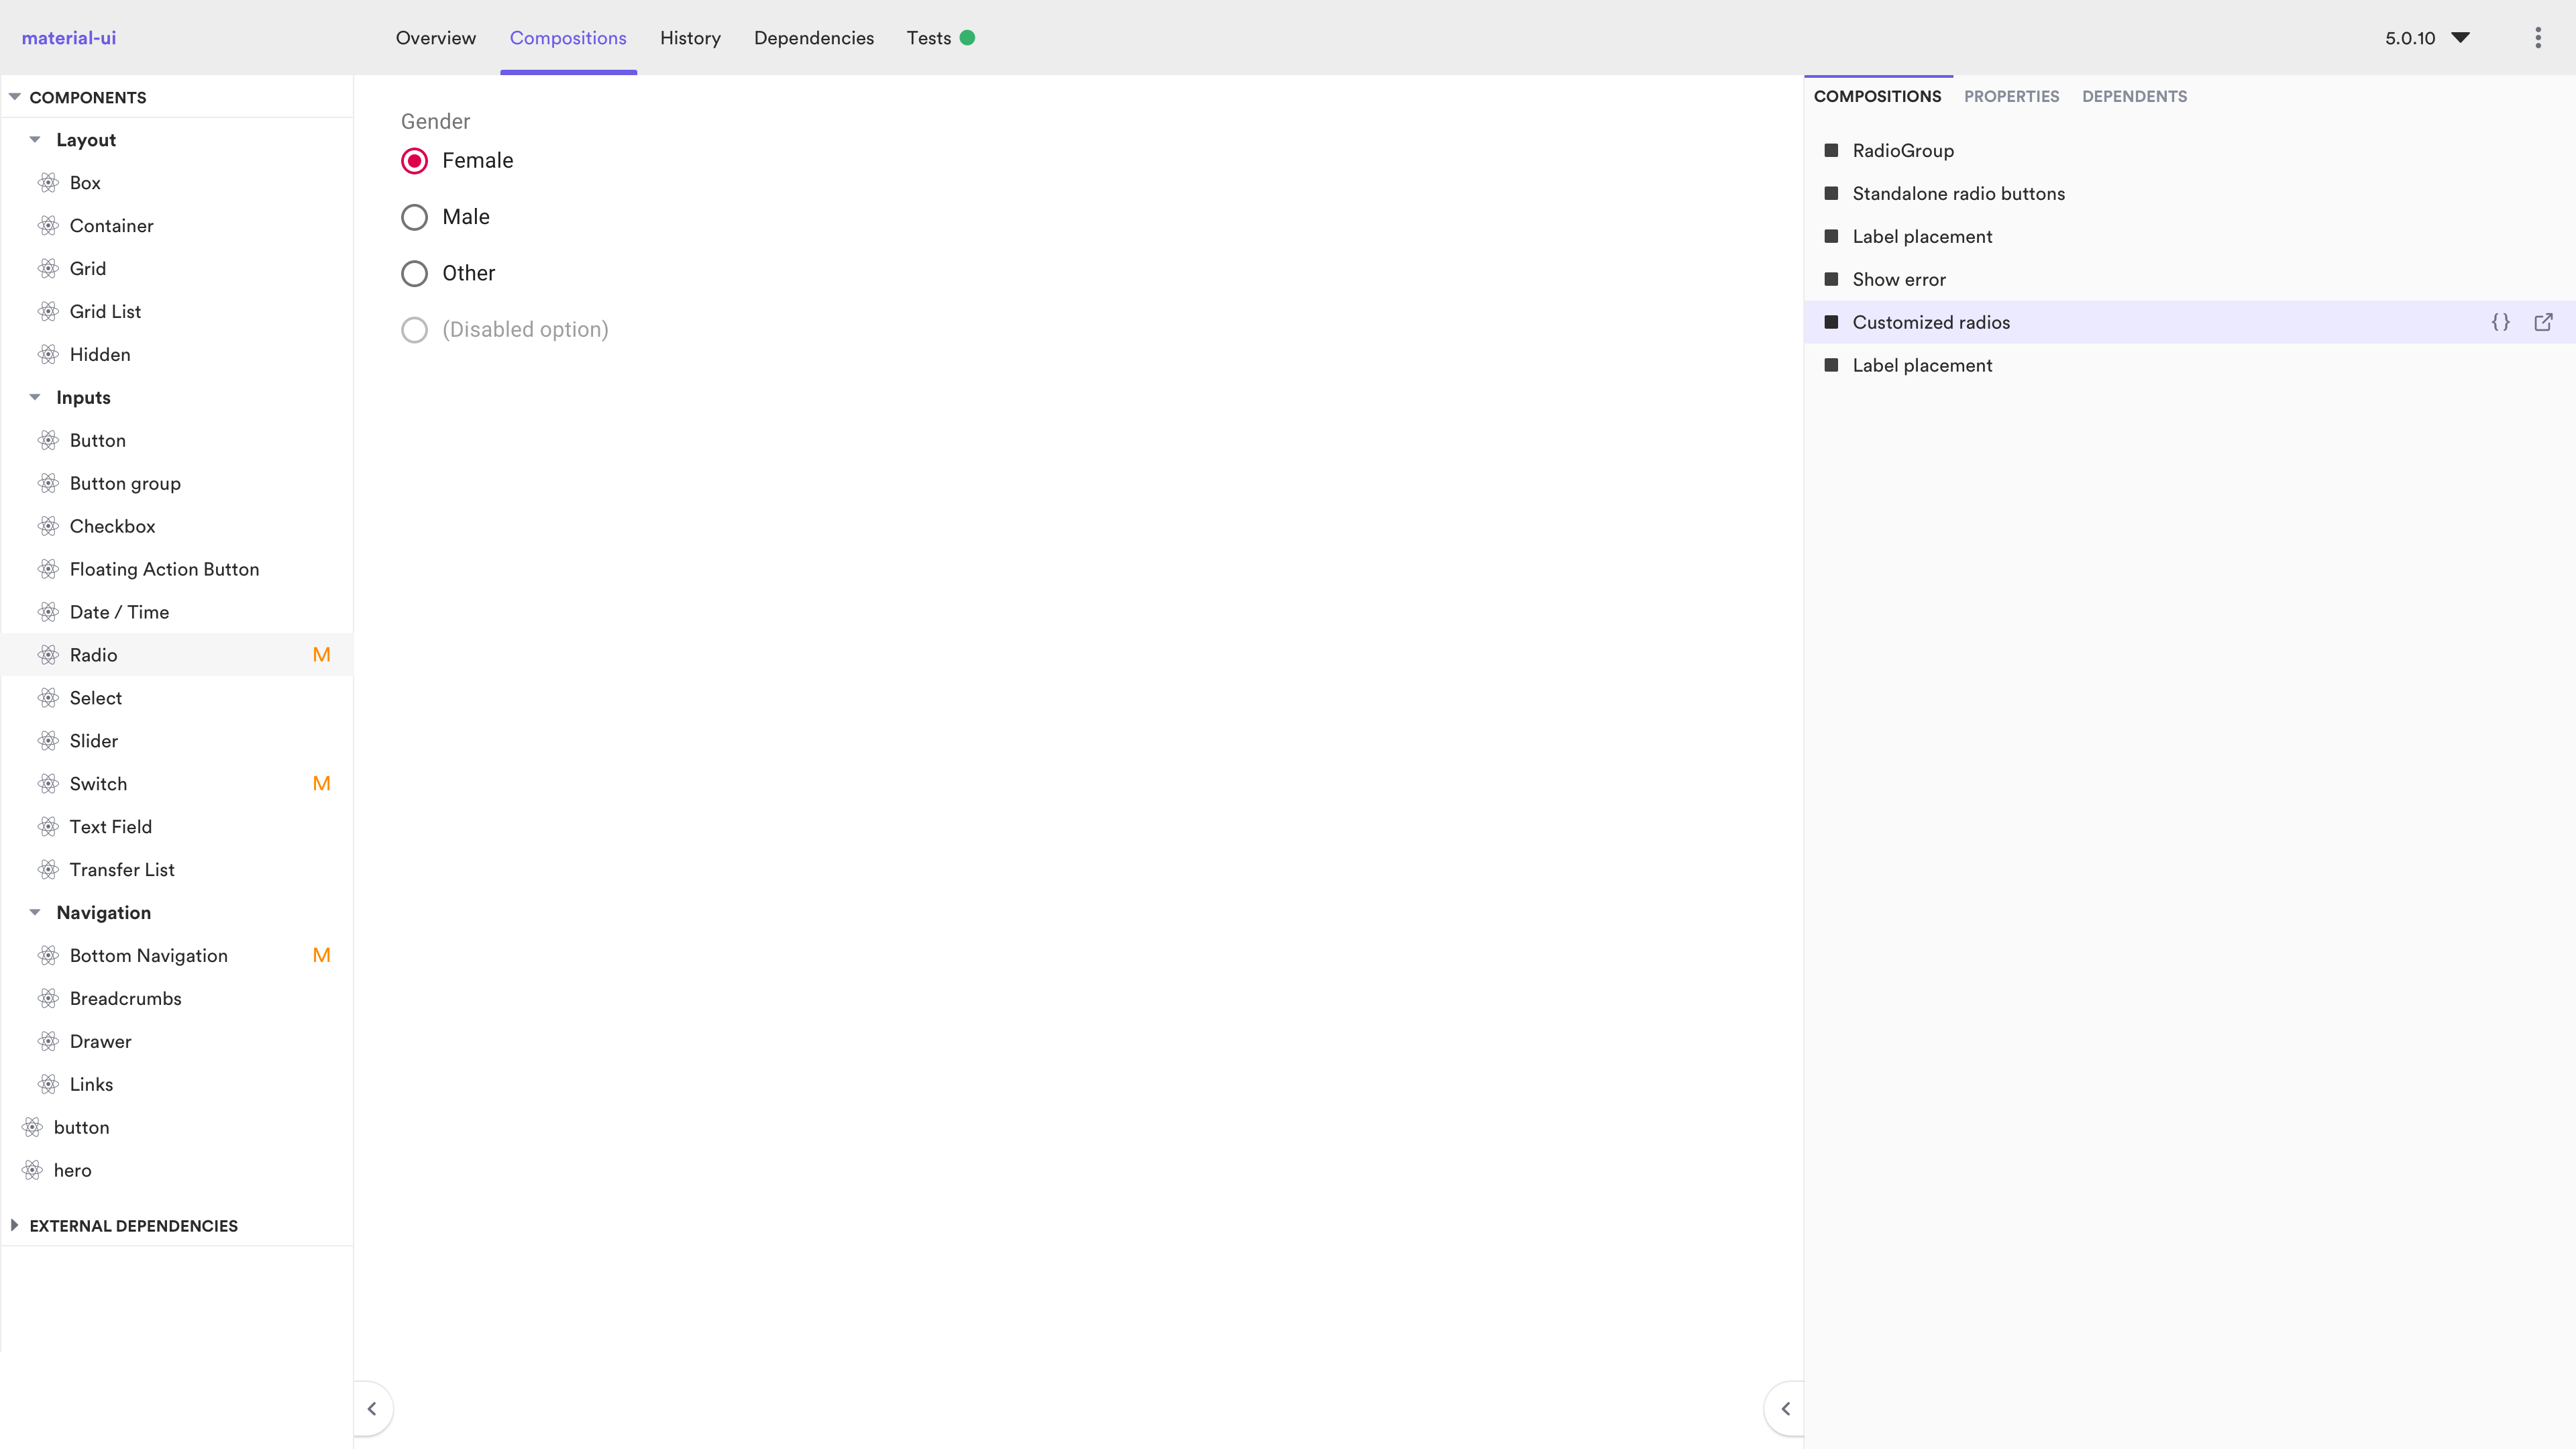 material-ui
Overview Compositions History Dependencies Tests
5.0.10
COMPONENTS
Layout
Box
Container
Grid
Grid List
Hidden
Inputs
Button
Button group
Checkbox
Floating Action Button
Date / Time
Radio M
Select
Slider
Switch M
Text Field
Transfer List
Navigation
Bottom Navigation M
Breadcrumbs
Drawer
Links
button
hero
EXTERNAL DEPENDENCIES
Gender
Female
Male
Other
(Disabled option)
COMPOSITIONS PROPERTIES DEPENDENTS
RadioGroup
Standalone radio buttons
Label placement
Show error
Customized radios {}
Label placement